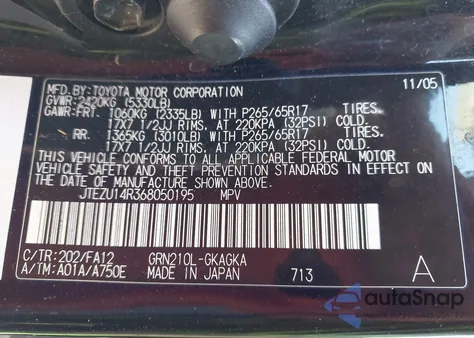 MFD. BY: TOYOTA MOTOR CORPORATION 11/05
GVWR: 2420KG (5330LB)
GAWR: FRT. 1060KG (2335LB) WITH P265/65R17 TIRES.
17X7 1/2JJ RIMS. AT 220KPA (32PSI) COLD.
RR. 1365KG (3010LB) WITH P265/65R17 TIRES.
17X7 1/2JJ RIMS. AT 220KPA (32PSI) COLD.
THIS VEHICLE CONFORMS TO ALL APPLICABLE FEDERAL MOTOR
VEHICLE SAFETY STANDARDS IN EFFECT ON THE DATE OF
MANUFACTURE SHOWN ABOVE.
JTEZU14R368050195 MPV
C/TR: 202/FA12 GRN210L-GKAGKA
A/TM: A01A/A750E MADE IN JAPAN 713 A
autoSnap